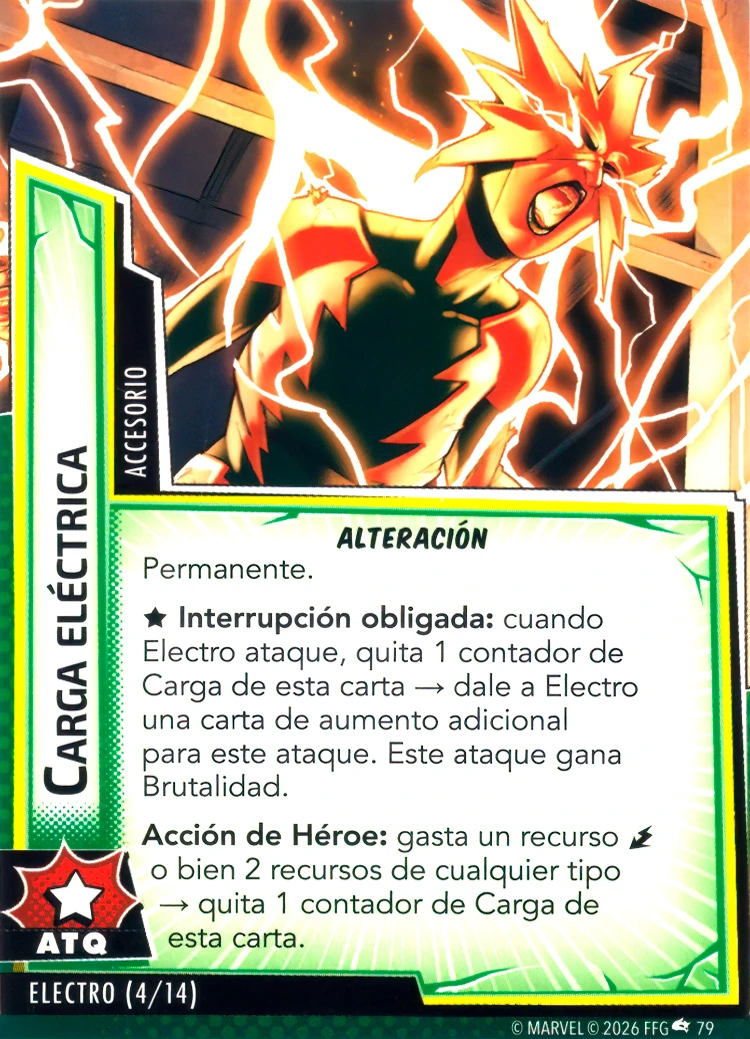 ACCESORIO
CARGA ELÉCTRICA
ALTERACIÓN
Permanente.
★ Interrupción obligada: cuando
Electro ataque, quita 1 contador de
Carga de esta carta → dale a Electro
una carta de aumento adicional
para este ataque. Este ataque gana
Brutalidad.
Acción de Héroe: gasta un recurso
o bien 2 recursos de cualquier tipo
→ quita 1 contador de Carga de
esta carta.
ATQ
ELECTRO (4/14)
© MARVEL © 2026 FFG 79